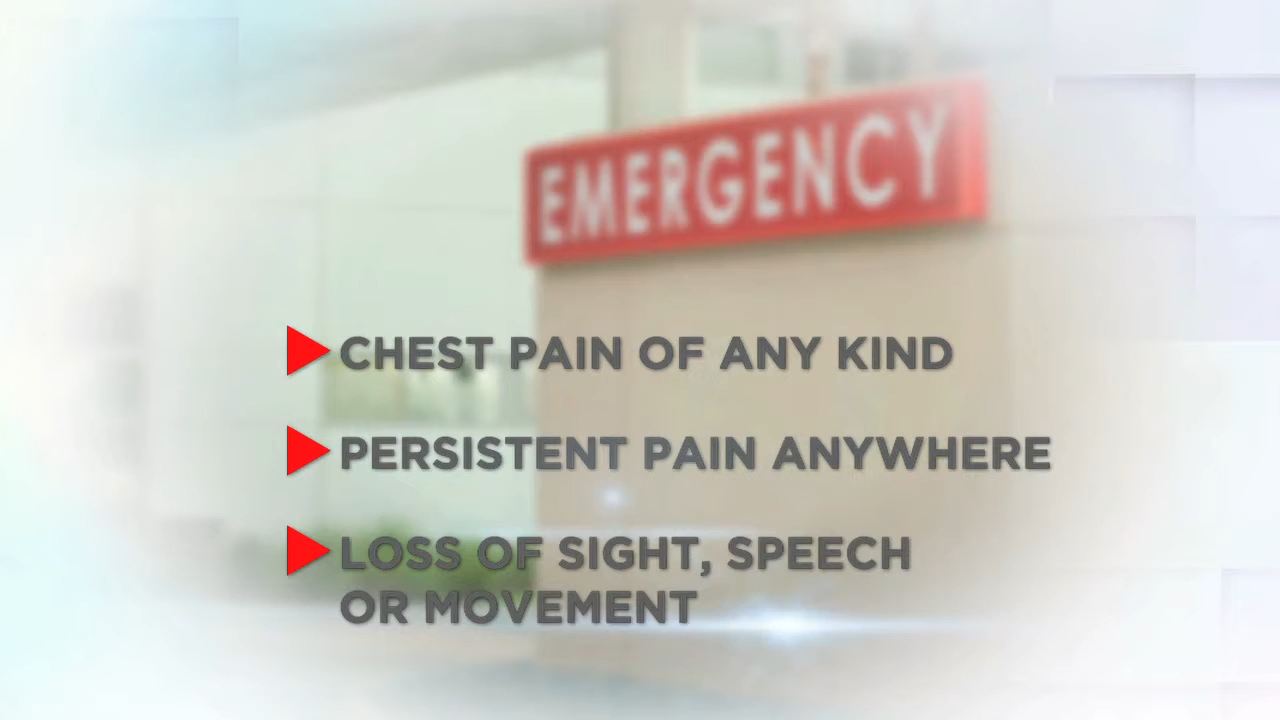 EMERGENCY
CHEST PAIN OF ANY KIND
PERSISTENT PAIN ANYWHERE
LOSS OF SIGHT, SPEECH
OR MOVEMENT